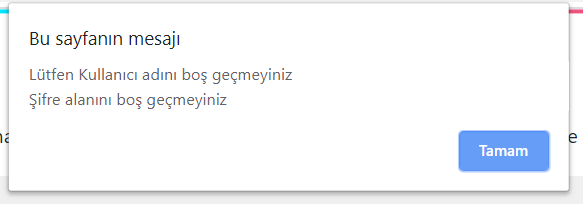 Bu sayfanın mesajı
Lütfen Kullanıcı adını boş geçmeyiniz
Şifre alanını boş geçmeyiniz
Tamam